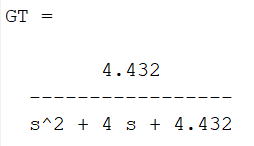 GT =
4.432
-----------------
s^2 + 4 s + 4.432